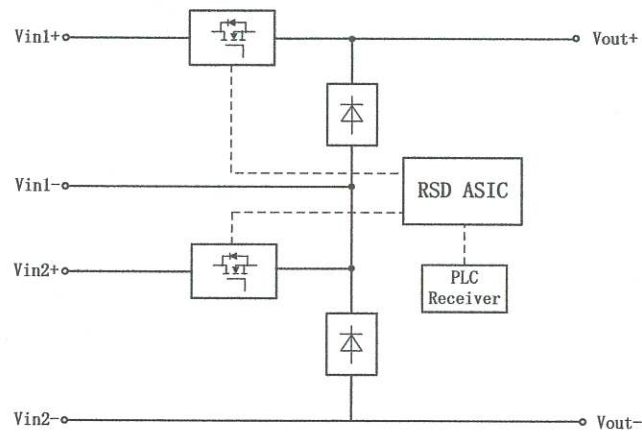 Vin1+
Vout+
Vin1-
RSD ASIC
Vin2+
PLC
Receiver
Vin2-
Vout-